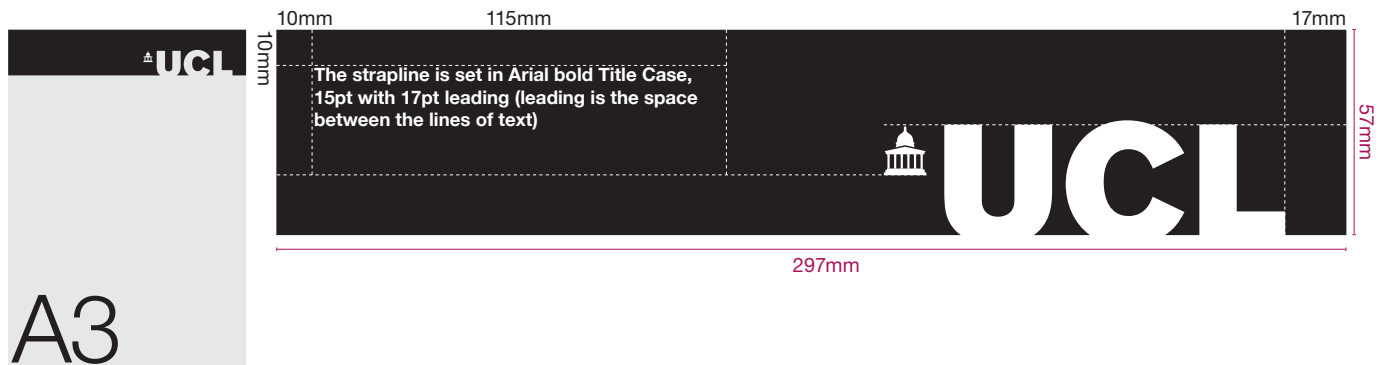 10mm
115mm
17mm
UCL
10mm
The strapline is set in Arial bold Title Case,
15pt with 17pt leading (leading is the space
between the lines of text)
57mm
UCL
297mm
A3